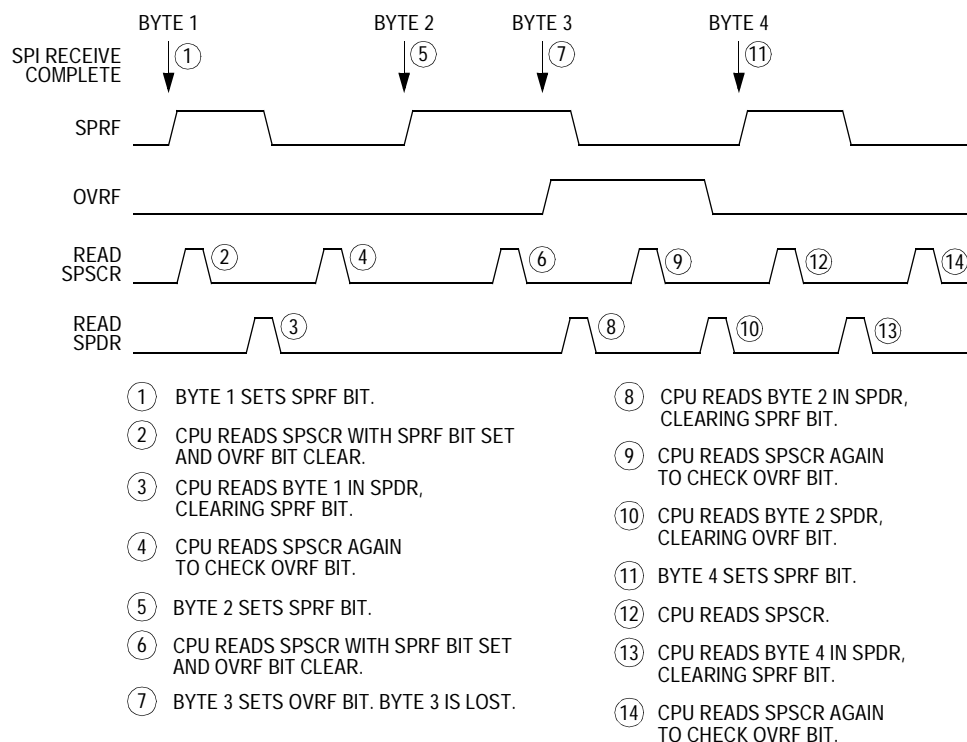 BYTE 1 BYTE 2 BYTE 3 BYTE 4
SPI RECEIVE
COMPLETE
1 5 7 11
SPRF
OVRF
READ
SPSCR
2 4 6 9 12 14
READ
SPDR
3 8 10 13
1 BYTE 1 SETS SPRF BIT.
2 CPU READS SPSCR WITH SPRF BIT SET
AND OVRF BIT CLEAR.
3 CPU READS BYTE 1 IN SPDR,
CLEARING SPRF BIT.
4 CPU READS SPSCR AGAIN
TO CHECK OVRF BIT.
5 BYTE 2 SETS SPRF BIT.
6 CPU READS SPSCR WITH SPRF BIT SET
AND OVRF BIT CLEAR.
7 BYTE 3 SETS OVRF BIT. BYTE 3 IS LOST.
8 CPU READS BYTE 2 IN SPDR,
CLEARING SPRF BIT.
9 CPU READS SPSCR AGAIN
TO CHECK OVRF BIT.
10 CPU READS BYTE 2 SPDR,
CLEARING OVRF BIT.
11 BYTE 4 SETS SPRF BIT.
12 CPU READS SPSCR.
13 CPU READS BYTE 4 IN SPDR,
CLEARING SPRF BIT.
14 CPU READS SPSCR AGAIN
TO CHECK OVRF BIT.